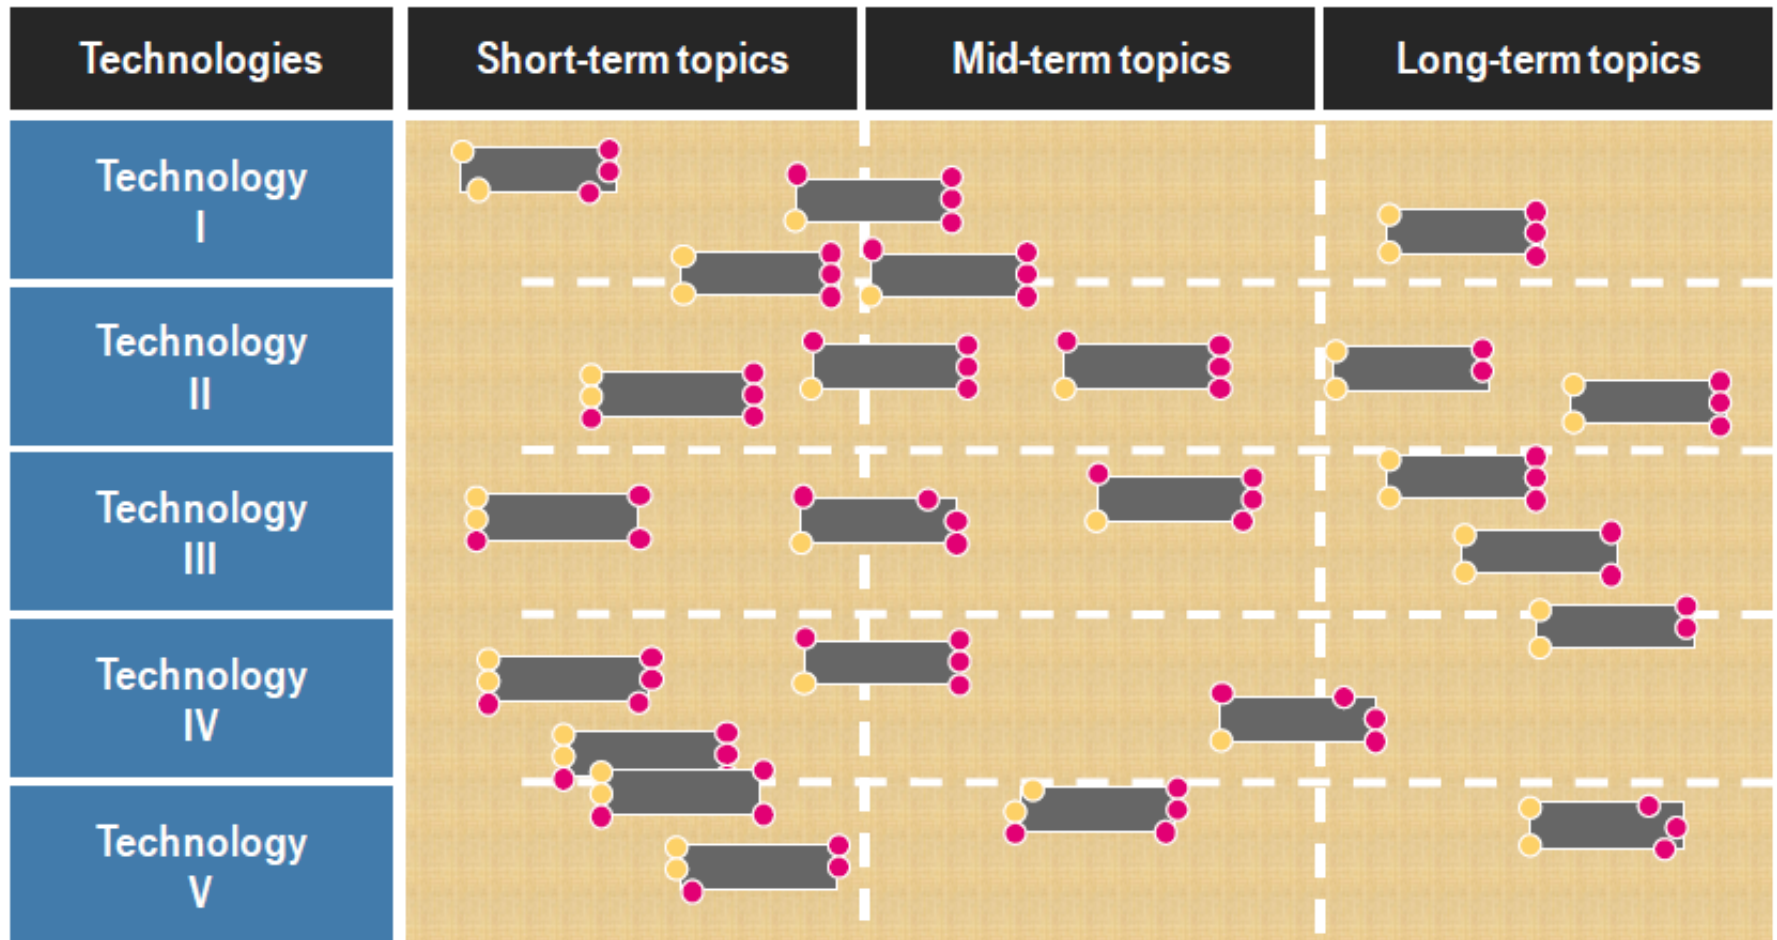 Technologies
Short-term topics
Mid-term topics
Long-term topics
Technology
I
Technology
II
Technology
III
Technology
IV
Technology
V